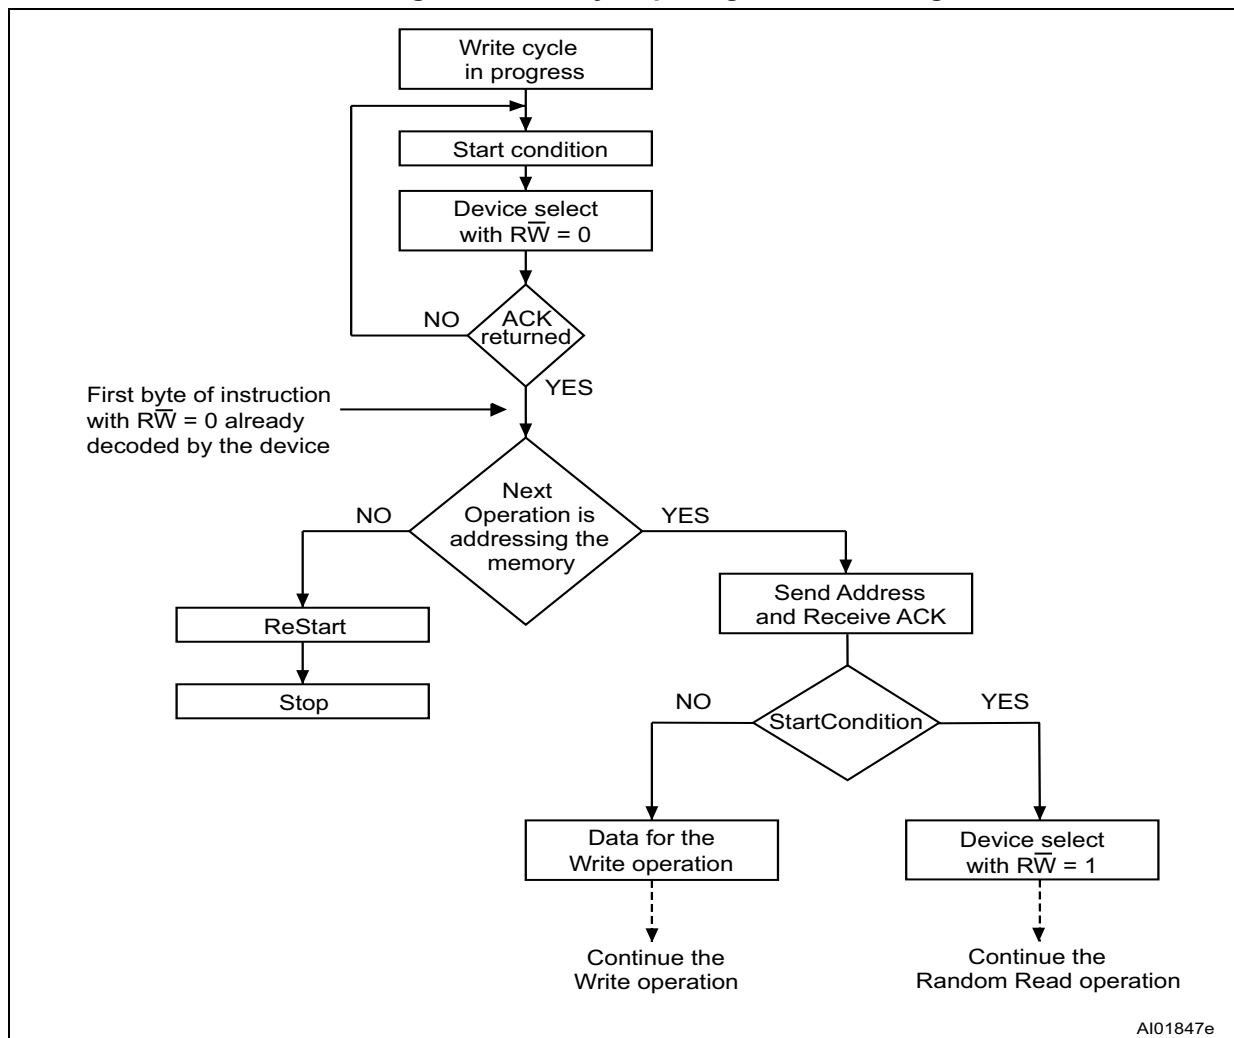 Write cycle
in progress
Start condition
Device select
with RW̅ = 0
ACK
returned
NO
YES
First byte of instruction
with RW̅ = 0 already
decoded by the device
Next
Operation is
addressing the
memory
NO
YES
ReStart
Stop
Send Address
and Receive ACK
StartCondition
NO
YES
Data for the
Write operation
Device select
with RW̅ = 1
Continue the
Write operation
Continue the
Random Read operation
AI01847e